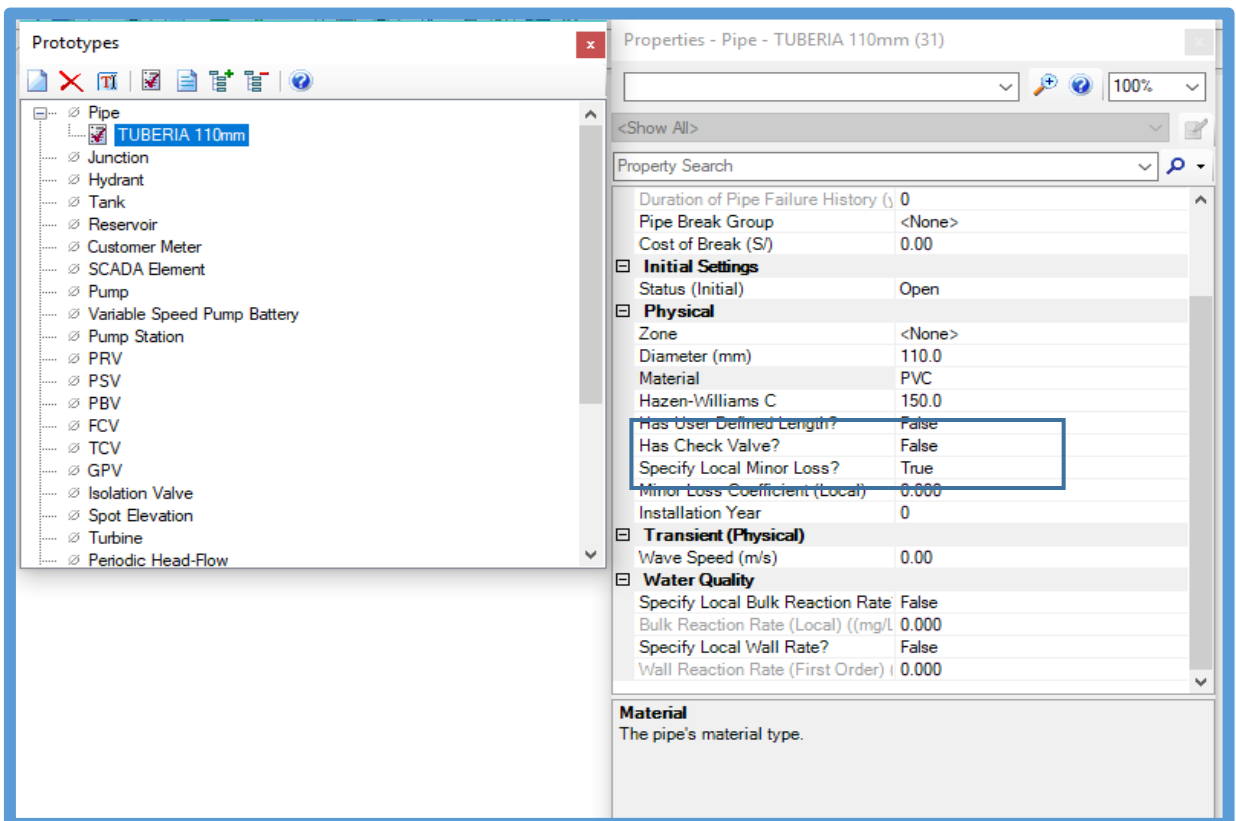 Prototypes
Pipe
TUBERIA 110mm
Junction
Hydrant
Tank
Reservoir
Customer Meter
SCADA Element
Pump
Variable Speed Pump Battery
Pump Station
PRV
PSV
PBV
FCV
TCV
GPV
Isolation Valve
Spot Elevation
Turbine
Periodic Head-Flow
Properties - Pipe - TUBERIA 110mm (31)
100%
<Show All>
Property Search
Duration of Pipe Failure History (y 0
Pipe Break Group <None>
Cost of Break (S/) 0.00
Initial Settings
Status (Initial) Open
Physical
Zone <None>
Diameter (mm) 110.0
Material PVC
Hazen-Williams C 150.0
Has User Defined Length? False
Has Check Valve? False
Specify Local Minor Loss? True
Minor Loss Coefficient (Local) 0.000
Installation Year 0
Transient (Physical)
Wave Speed (m/s) 0.00
Water Quality
Specify Local Bulk Reaction Rate False
Bulk Reaction Rate (Local) ((mg/L 0.000
Specify Local Wall Rate? False
Wall Reaction Rate (First Order) ( 0.000
Material
The pipe's material type.